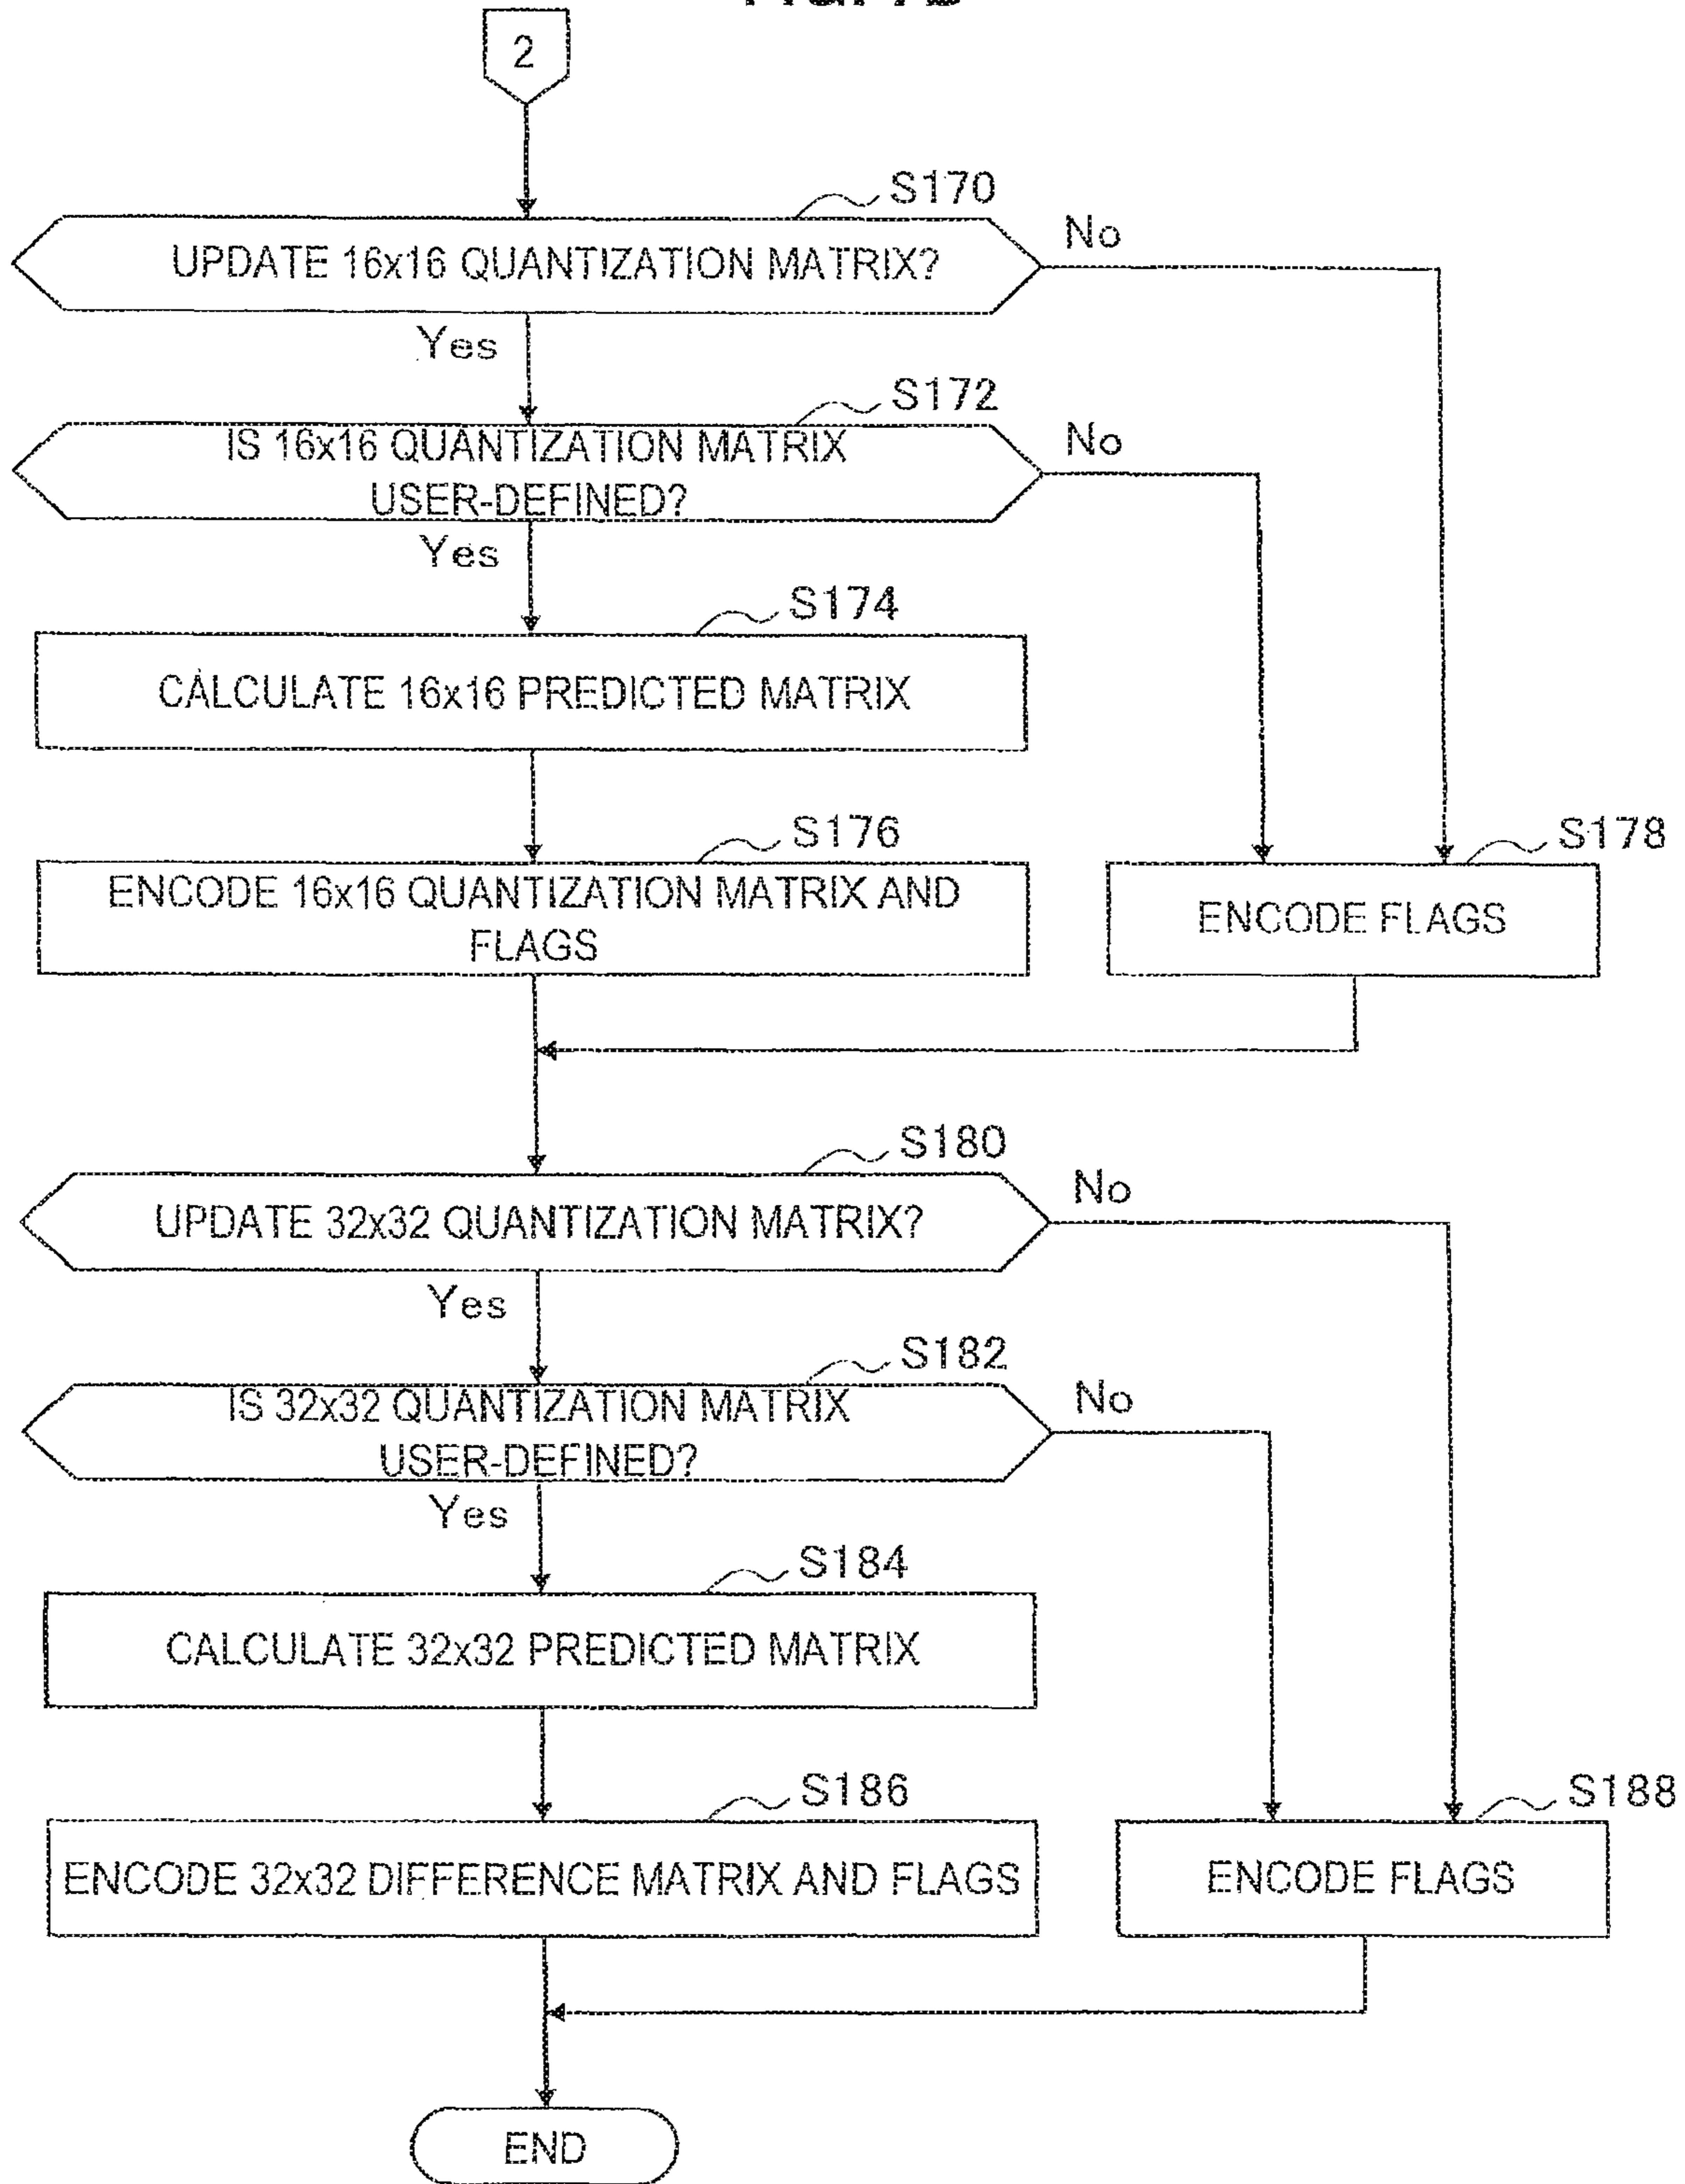 2
S170
UPDATE 16x16 QUANTIZATION MATRIX?
No
Yes
S172
IS 16x16 QUANTIZATION MATRIX
USER-DEFINED?
No
Yes
S174
CALCULATE 16x16 PREDICTED MATRIX
S176
ENCODE 16x16 QUANTIZATION MATRIX AND
FLAGS
S178
ENCODE FLAGS
S180
UPDATE 32x32 QUANTIZATION MATRIX?
No
Yes
S182
IS 32x32 QUANTIZATION MATRIX
USER-DEFINED?
No
Yes
S184
CALCULATE 32x32 PREDICTED MATRIX
S186
ENCODE 32x32 DIFFERENCE MATRIX AND FLAGS
S188
ENCODE FLAGS
END